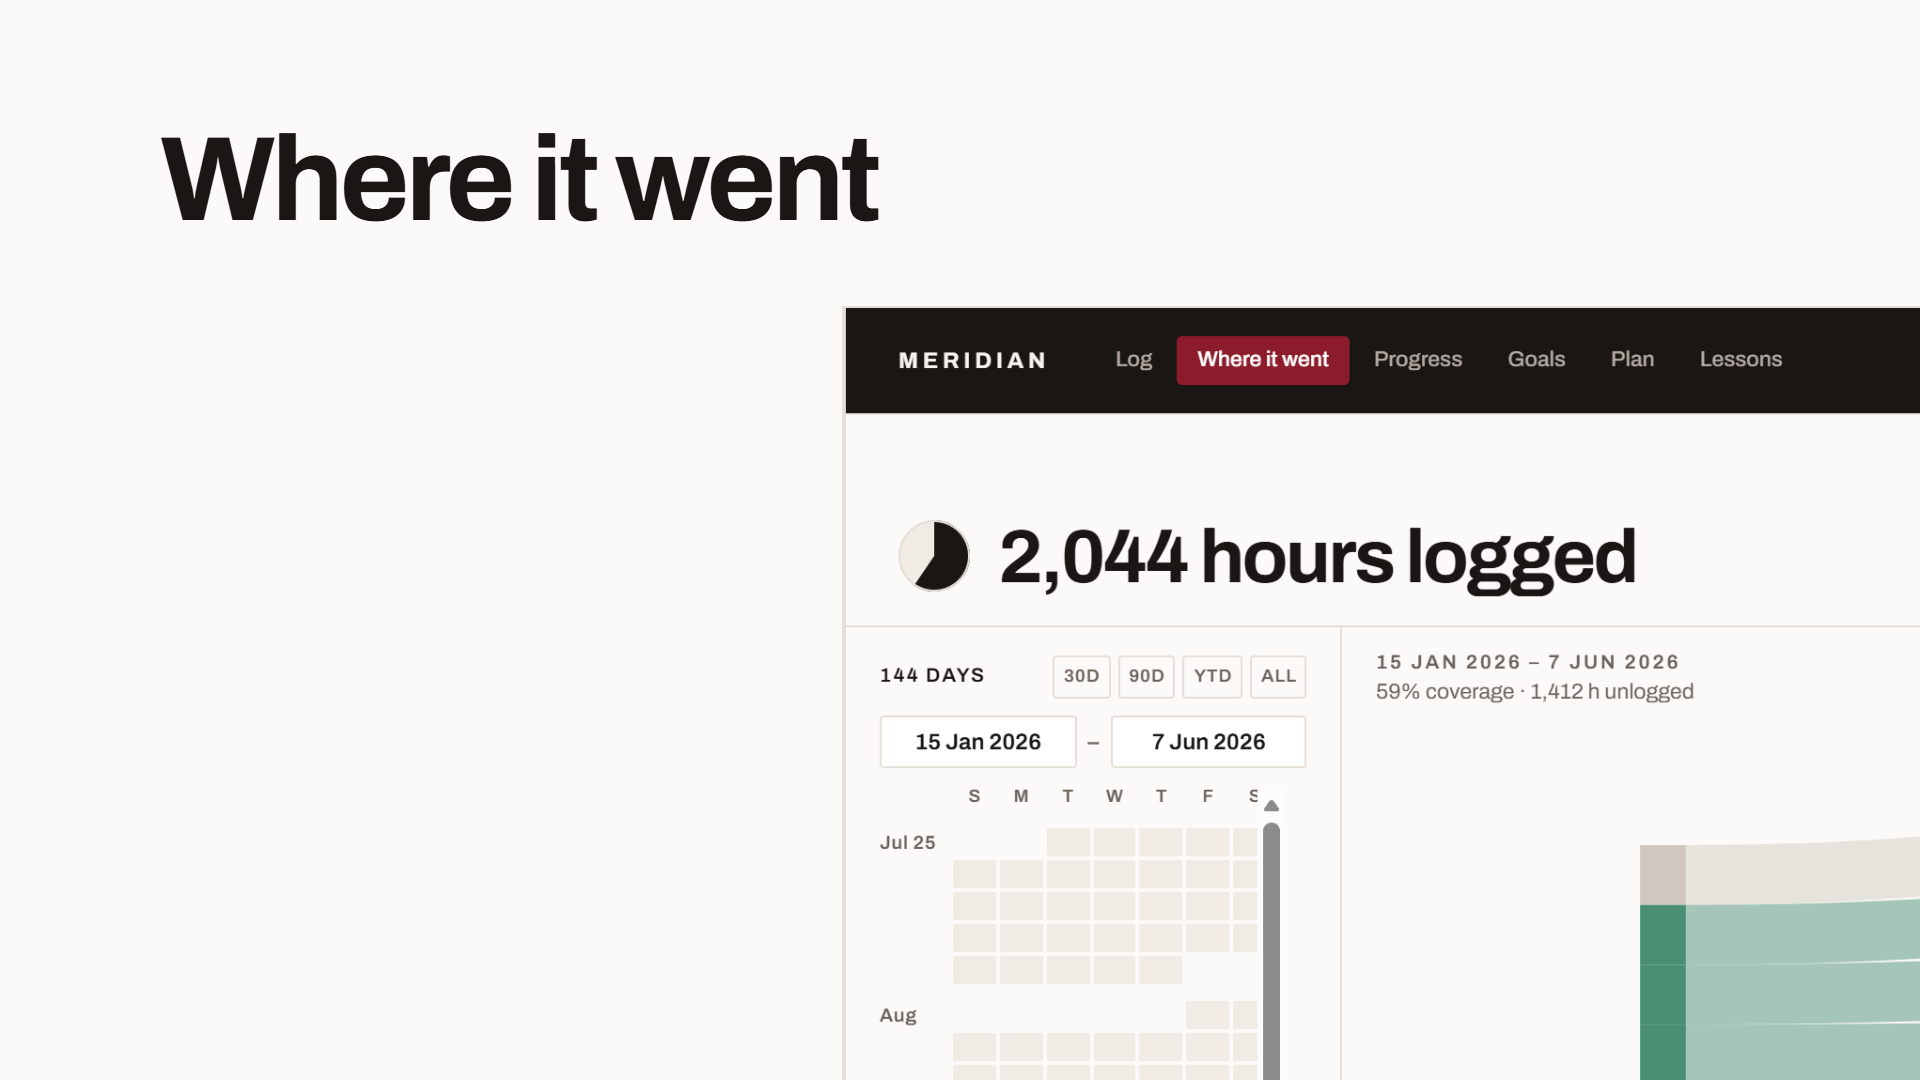 Where it went
MERIDIAN Log Where it went Progress Goals Plan Lessons
2,044 hours logged
144 DAYS 30D 90D YTD ALL
15 Jan 2026 – 7 Jun 2026
S M T W T F S
Jul 25
Aug
15 JAN 2026 – 7 JUN 2026
59% coverage · 1,412 h unlogged